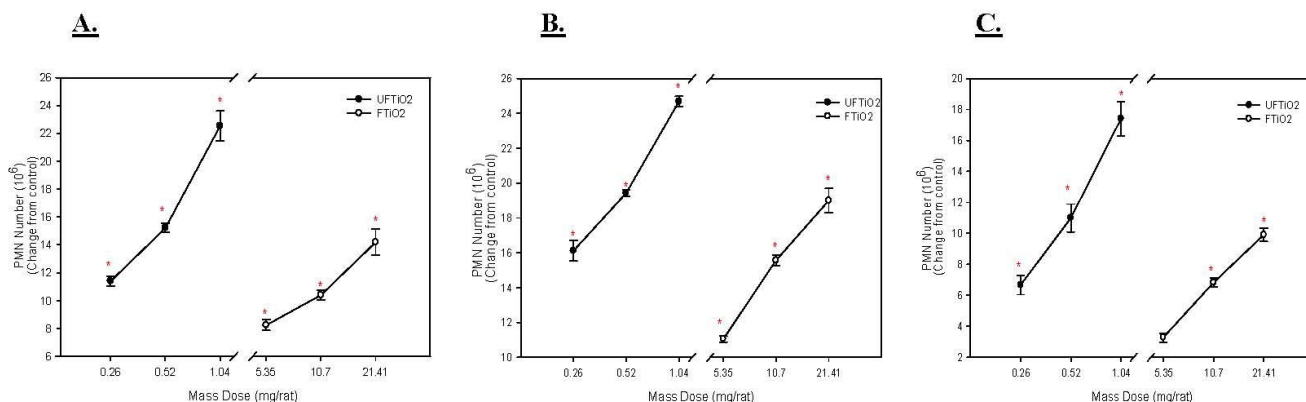 A.
26
24
22
20
18
16
14
12
10
8
6
PMN Number (10^6)
(Change from control)
*
*
*
*
*
*
UFTiO2
FTiO2
0.26 0.52 1.04 5.35 10.7 21.41
Mass Dose (mg/rat)
B.
26
24
22
20
18
16
14
12
10
PMN Number (10^6)
(Change from control)
*
*
*
*
*
*
UFTiO2
FTiO2
0.26 0.52 1.04 5.35 10.7 21.41
Mass Dose (mg/rat)
C.
20
18
16
14
12
10
8
6
4
2
PMN Number (10^6)
(Change from control)
*
*
*
*
*
UFTiO2
FTiO2
0.26 0.52 1.04 5.35 10.7 21.41
Mass Dose (mg/rat)